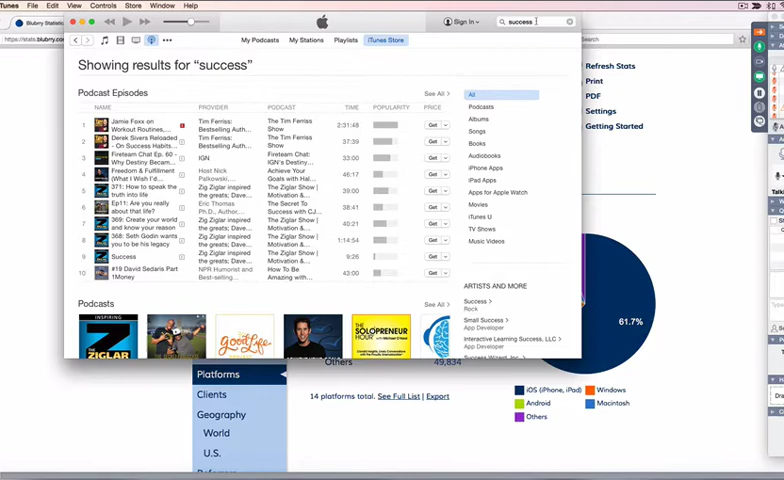 iTunes File Edit View Controls Store Window Help
Blubrry Statistic
https://stats.blubrry.com
Search
Sign In
success
My Podcasts My Stations Playlists iTunes Store
Showing results for “success”
Podcast Episodes See All >
NAME PROVIDER PODCAST TIME POPULARITY PRICE
1 Jamie Foxx on Workout Routines,... Tim Ferriss: Bestselling Auth... The Tim Ferriss Show 2:31:48 Get
2 Derek Sivers Reloaded - On Success Habits... Tim Ferriss: Bestselling Auth... The Tim Ferriss Show 37:39 Get
3 Fireteam Chat Ep. 60 - Why Destiny Becam... IGN Fireteam Chat: IGN's Destiny... 33:00 Get
4 Freedom & Fulfillment (What I Wish I'd... Host Nick Palkowski,... Achieve Your Goals with Hal... 46:17 Get
5 371: How to speak the truth into life Zig Ziglar inspired the greats; Dave... The Ziglar Show | Motivation &... 39:00 Get
6 Ep11: Are you really about that life? Eric Thomas Ph.D., Author,... The Secret To Success with CJ... 38:41 Get
7 369: Create your world and know your reason Zig Ziglar inspired the greats; Dave... The Ziglar Show | Motivation &... 40:21 Get
8 368: Seth Godin wants you to be his legacy Zig Ziglar inspired the greats; Dave... The Ziglar Show | Motivation &... 1:14:54 Get
9 Success Zig Ziglar inspired the greats; Dave... The Ziglar Show | Motivation &... 9:26 Get
10 #19 David Sedaris Part 1Money NPR Humorist and Best-selling... How To Be Amazing with... 43:00 Get
Podcasts See All >
INSPIRING
THE ZIGLAR
good Life
THE SOLOPRENEUR HOUR WITH
All
Podcasts
Albums
Songs
Books
Audiobooks
iPhone Apps
iPad Apps
Apps for Apple Watch
Movies
iTunes U
TV Shows
Music Videos
ARTISTS AND MORE
Success >
Rock
Small Success >
App Developer
Interactive Learning Success, LLC >
App Developer
Success Wizard, Inc. >
Refresh Stats
Print
PDF
Settings
Getting Started
61.7%
Others 49,834
14 platforms total. See Full List | Export
iOS (iPhone, iPad) Windows
Android Macintosh
Others
Platforms
Clients
Geography
World
U.S.